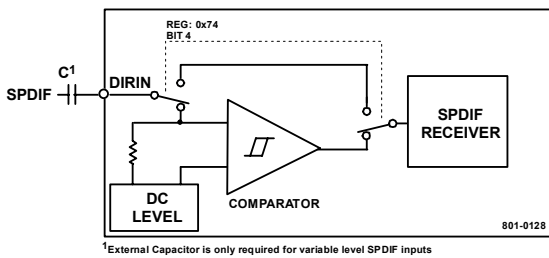 REG: 0x74
BIT 4
C1
SPDIF
DIRIN
SPDIF
RECEIVER
DC
LEVEL
COMPARATOR
801-0128
1External Capacitor is only required for variable level SPDIF inputs